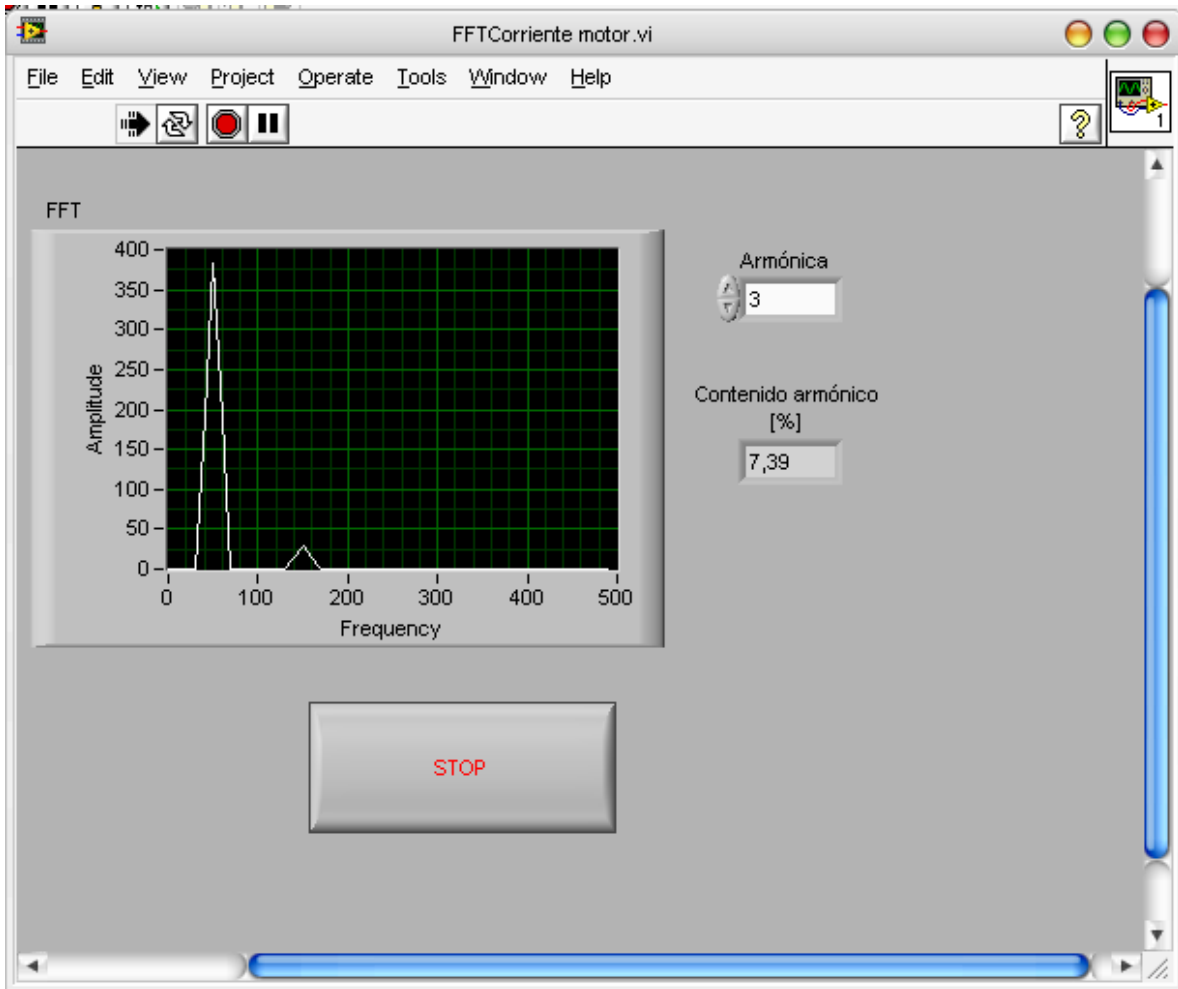 FFTCorriente motor.vi
File Edit View Project Operate Tools Window Help
?
1
FFT
400
350
300
250
200
150
100
50
0
Amplitude
0 100 200 300 400 500
Frequency
Armónica
3
Contenido armónico
[%]
7,39
STOP